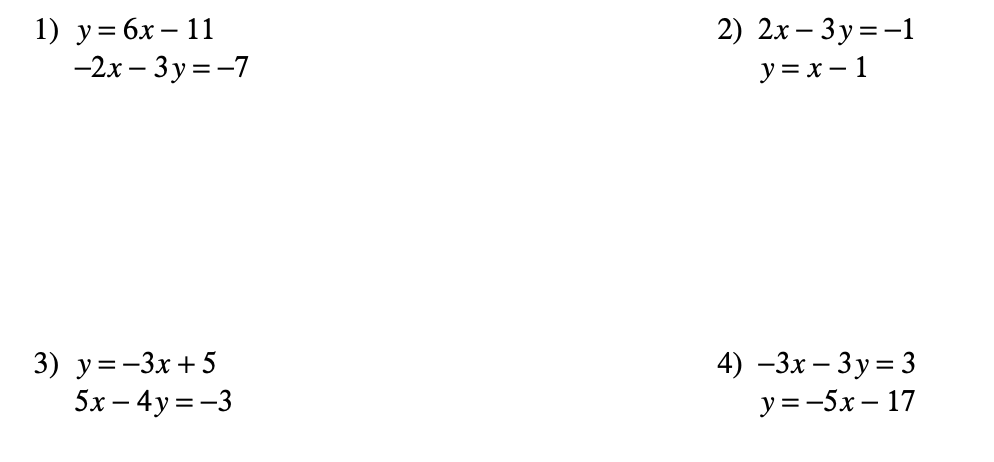 1) y = 6x – 11
–2x – 3y = –7
2) 2x – 3y = –1
y = x – 1
3) y = –3x + 5
5x – 4y = –3
4) –3x – 3y = 3
y = –5x – 17